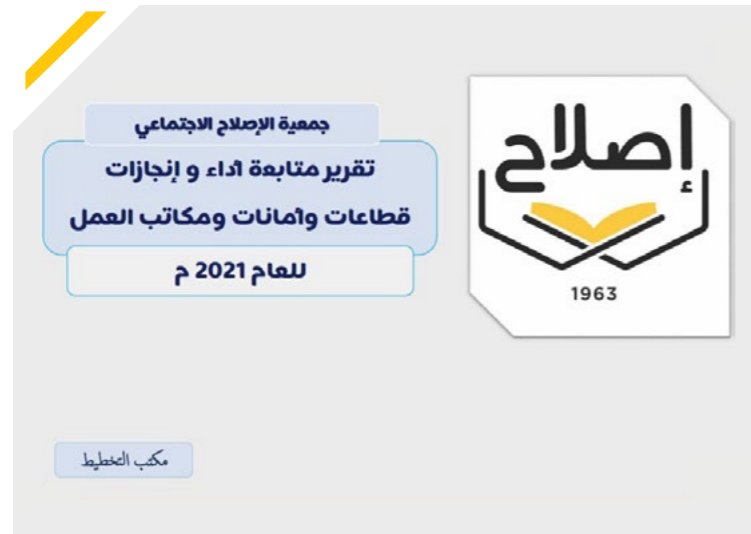 إصلاح
1963
جمعية الإصلاح الاجتماعي
تقرير متابعة أداء و إنجازات
قطاعات وأمانات ومكاتب العمل
للعام 2021 م
مكتب التخطيط